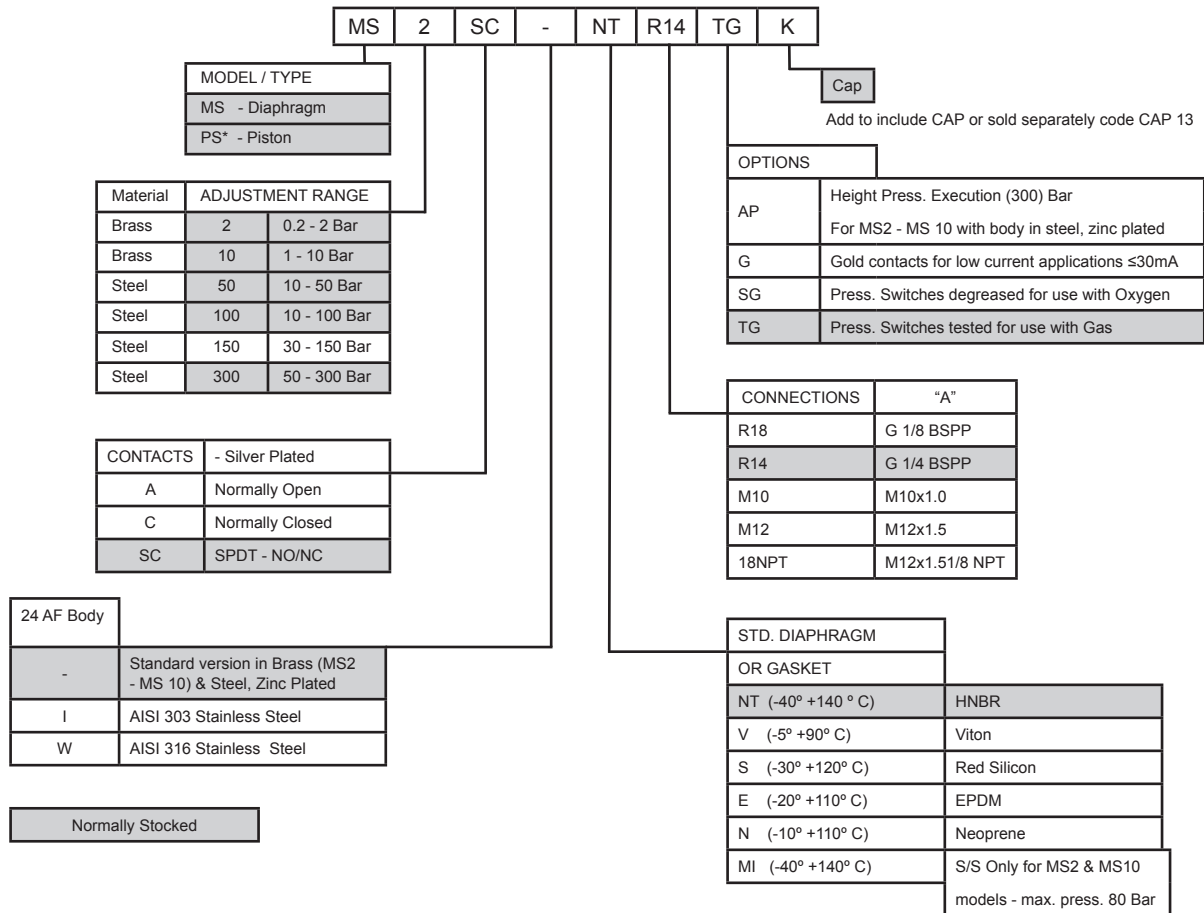 MS 2 SC - NT R14 TG K
MODEL / TYPE
MS - Diaphragm
PS* - Piston
Cap
Add to include CAP or sold separately code CAP 13
Material ADJUSTMENT RANGE
Brass 2 0.2 - 2 Bar
Brass 10 1 - 10 Bar
Steel 50 10 - 50 Bar
Steel 100 10 - 100 Bar
Steel 150 30 - 150 Bar
Steel 300 50 - 300 Bar
OPTIONS
AP Height Press. Execution (300) Bar
For MS2 - MS 10 with body in steel, zinc plated
G Gold contacts for low current applications ≤30mA
SG Press. Switches degreased for use with Oxygen
TG Press. Switches tested for use with Gas
CONTACTS - Silver Plated
A Normally Open
C Normally Closed
SC SPDT - NO/NC
CONNECTIONS “A”
R18 G 1/8 BSPP
R14 G 1/4 BSPP
M10 M10x1.0
M12 M12x1.5
18NPT M12x1.51/8 NPT
24 AF Body
- Standard version in Brass (MS2
- MS 10) & Steel, Zinc Plated
I AISI 303 Stainless Steel
W AISI 316 Stainless Steel
Normally Stocked
STD. DIAPHRAGM
OR GASKET
NT (-40º +140 º C) HNBR
V (-5º +90º C) Viton
S (-30º +120º C) Red Silicon
E (-20º +110º C) EPDM
N (-10º +110º C) Neoprene
MI (-40º +140º C) S/S Only for MS2 & MS10
models - max. press. 80 Bar